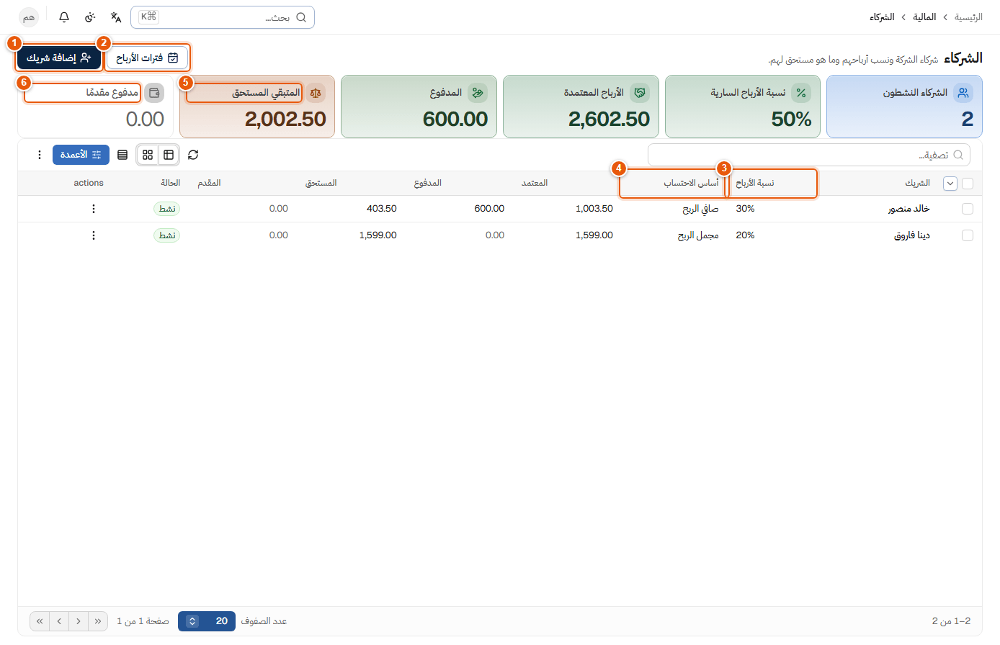 الرئيسية
المالية
الشركاء
بحث...
⌘K
هم
الشركاء
شركاء الشركة ونسب أرباحهم وما هو مستحق لهم.
2
فترات الأرباح
1
إضافة شريك
الشركاء النشطون
2
نسبة الأرباح السارية
50%
الأرباح المعتمدة
2,602.50
المدفوع
600.00
5
المتبقي المستحق
2,002.50
6
مدفوع مقدمًا
0.00
تصفية...
الأعمدة
3
4
الشريك نسبة الأرباح أساس الاحتساب المعتمد المدفوع المستحق المقدم الحالة actions
خالد منصور 30% صافي الربح 1,003.50 600.00 403.50 0.00 نشط
دينا فاروق 20% مجمل الربح 1,599.00 0.00 1,599.00 0.00 نشط
1–2 من 2
عدد الصفوف
20
صفحة 1 من 1